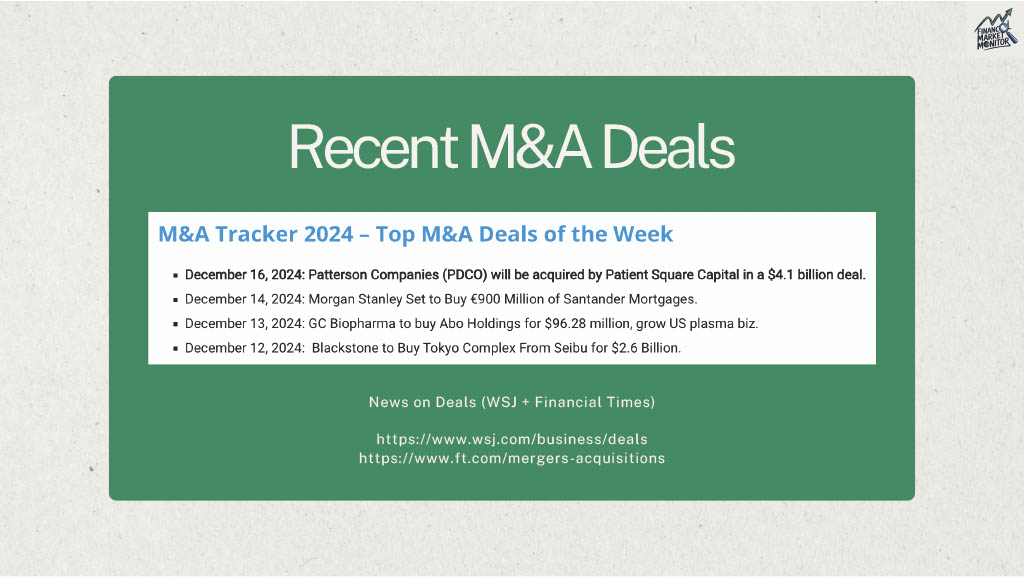 FINANCIAL
MARKET
MONITOR
Recent M&A Deals
M&A Tracker 2024 – Top M&A Deals of the Week
▪ December 16, 2024: Patterson Companies (PDCO) will be acquired by Patient Square Capital in a $4.1 billion deal.
▪ December 14, 2024: Morgan Stanley Set to Buy €900 Million of Santander Mortgages.
▪ December 13, 2024: GC Biopharma to buy Abo Holdings for $96.28 million, grow US plasma biz.
▪ December 12, 2024: Blackstone to Buy Tokyo Complex From Seibu for $2.6 Billion.
News on Deals (WSJ + Financial Times)
https://www.wsj.com/business/deals
https://www.ft.com/mergers-acquisitions